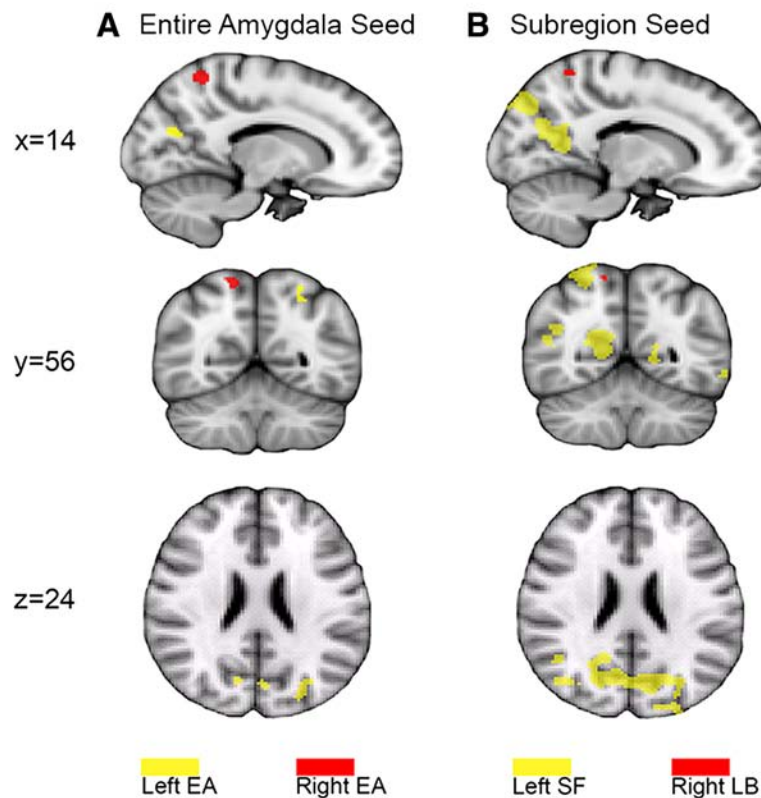 A Entire Amygdala Seed
B Subregion Seed
x=14
y=56
z=24
Left EA
Right EA
Left SF
Right LB